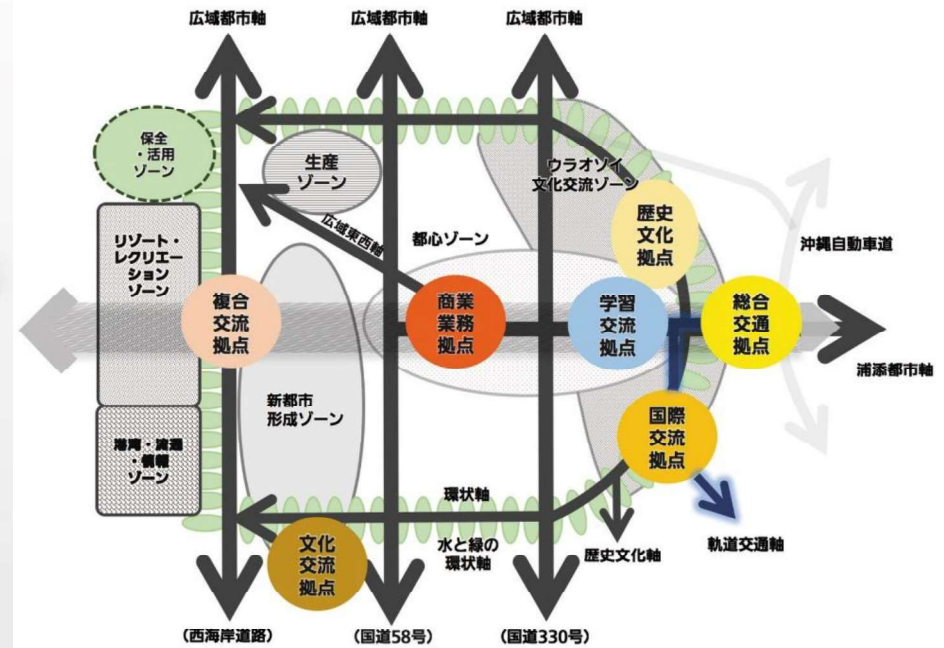 広域都市軸
広域都市軸
広域都市軸
保全
・活用
ゾーン
生産
ゾーン
ウラオソイ
文化交流ゾーン
歴史
文化
拠点
広域東西軸
都心ゾーン
沖縄自動車道
リゾート・
レクリエー
ション
ゾーン
複合
交流
拠点
商業
業務
拠点
学習
交流
拠点
総合
交通
拠点
浦添都市軸
新都市
形成ゾーン
国際
交流
拠点
港湾・流通
・情報
ゾーン
環状軸
水と緑の
環状軸
歴史文化軸
軌道交通軸
文化
交流
拠点
(西海岸道路)
(国道58号)
(国道330号)